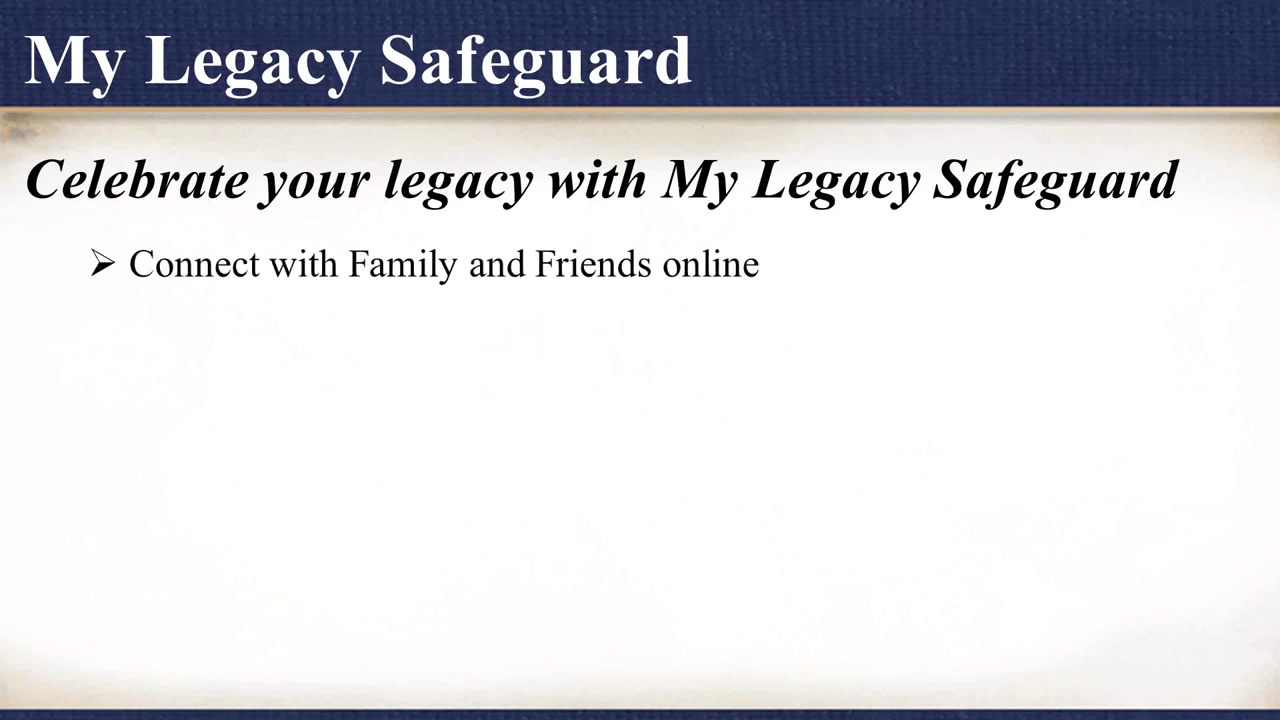 My Legacy Safeguard
Celebrate your legacy with My Legacy Safeguard
➢ Connect with Family and Friends online